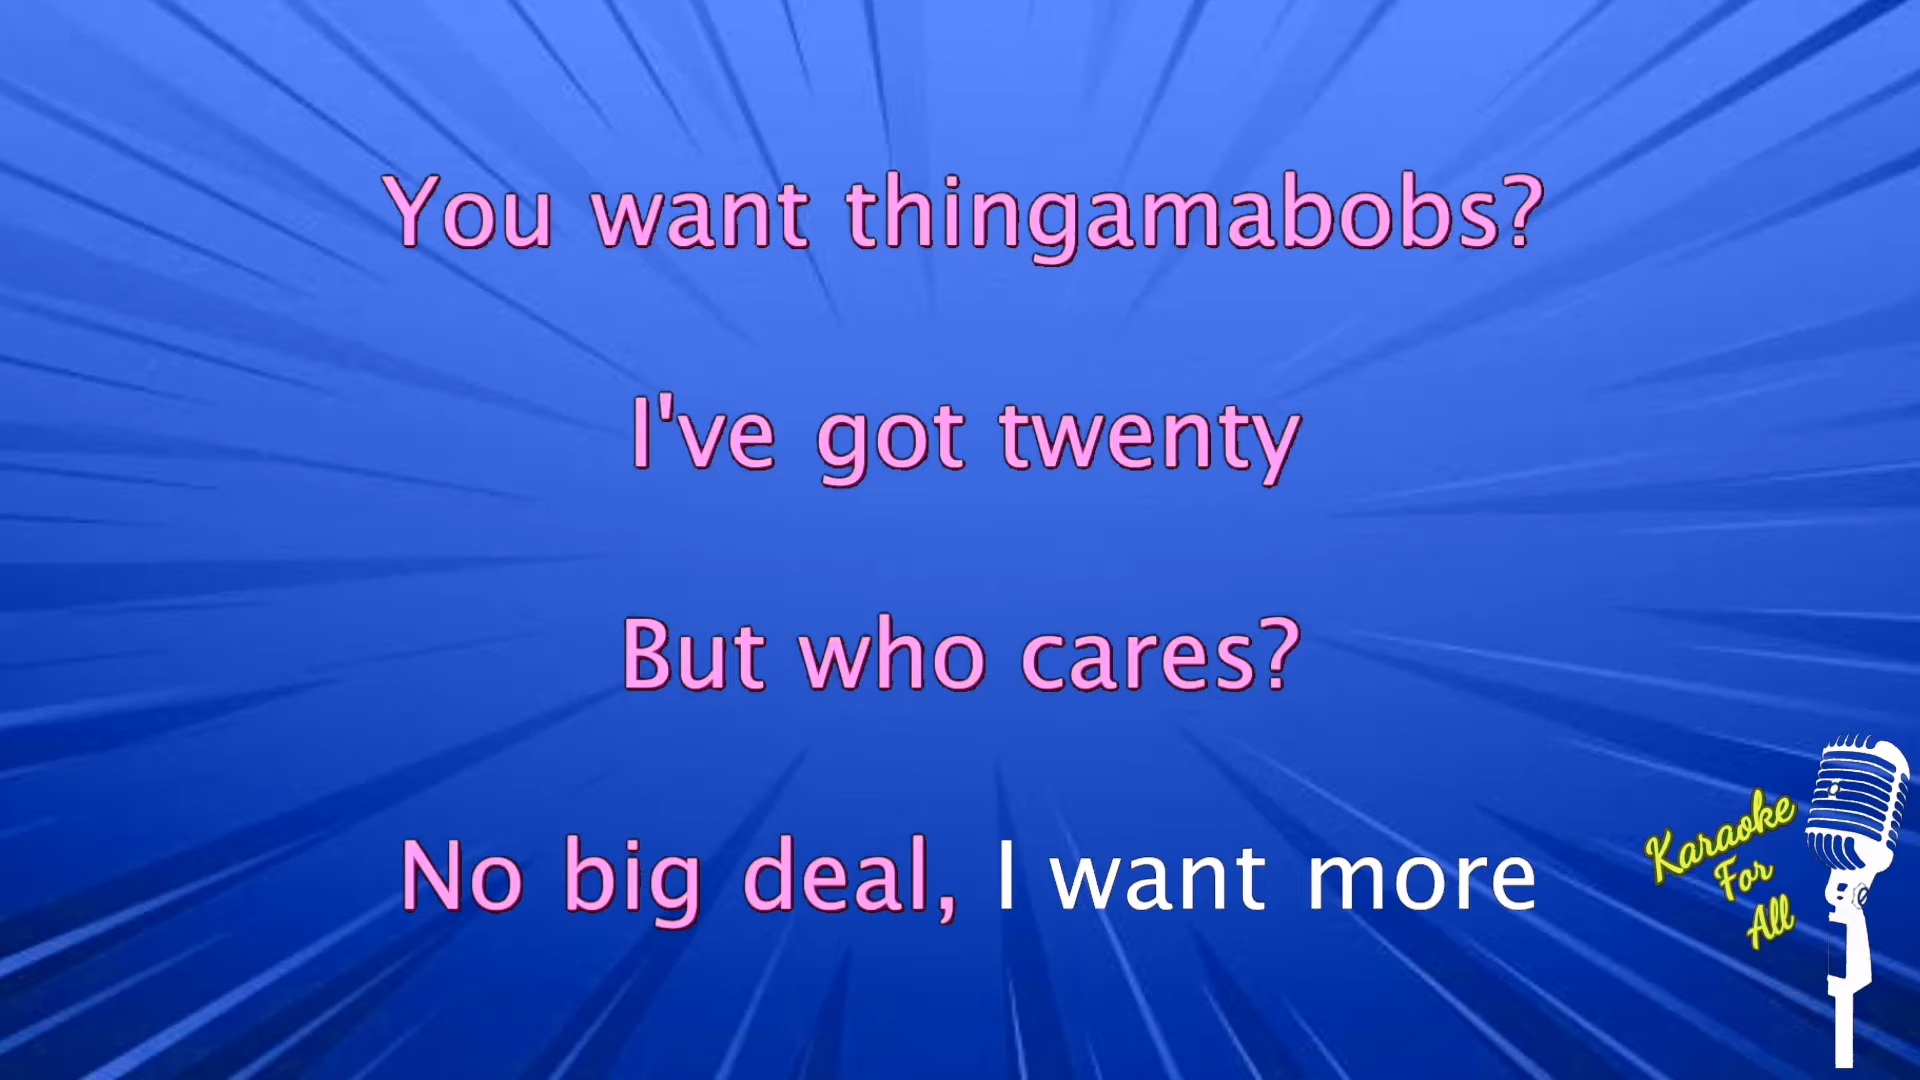 You want thingamabobs?
I've got twenty
But who cares?
No big deal, I want more
Karaoke
For
All